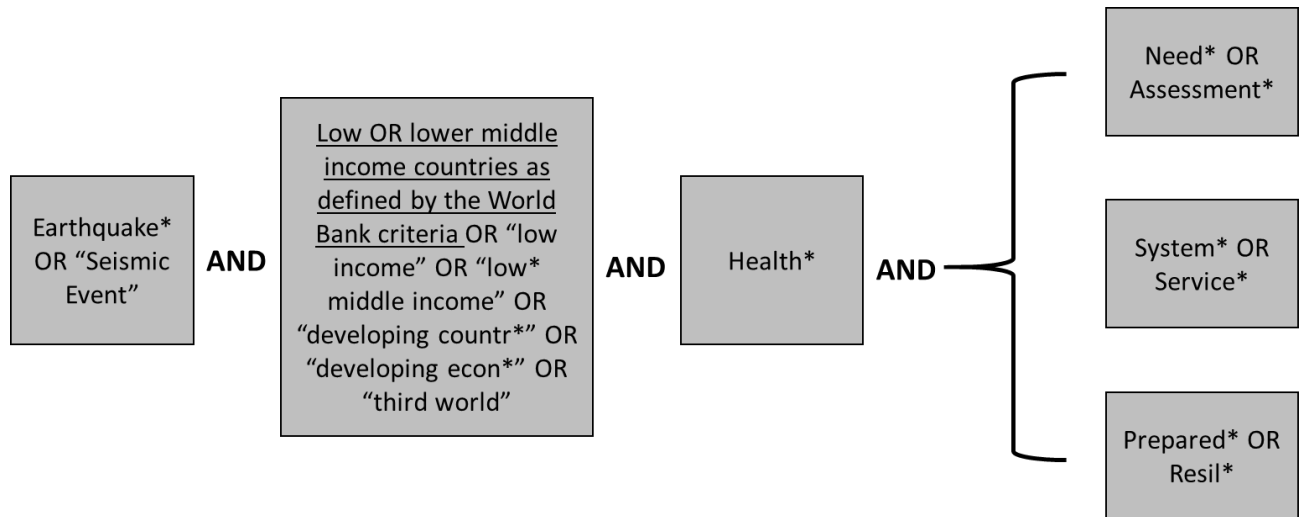 Earthquake*
OR “Seismic
Event”
AND
Low OR lower middle
income countries as
defined by the World
Bank criteria OR “low
income” OR “low*
middle income” OR
“developing countr*” OR
“developing econ*” OR
“third world”
AND
Health*
AND
Need* OR
Assessment*
System* OR
Service*
Prepared* OR
Resil*